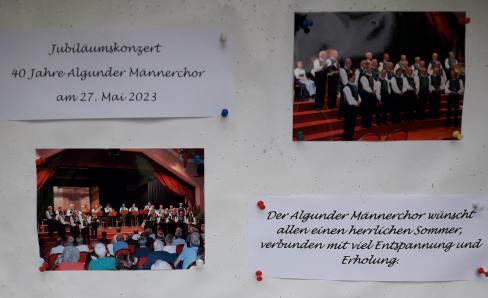 Jubiläumskonzert
40 Jahre Algunder Männerchor
am 27. Mai 2023
Der Algunder Männerchor wünscht
allen einen herrlichen Sommer,
verbunden mit viel Entspannung und
Erholung.